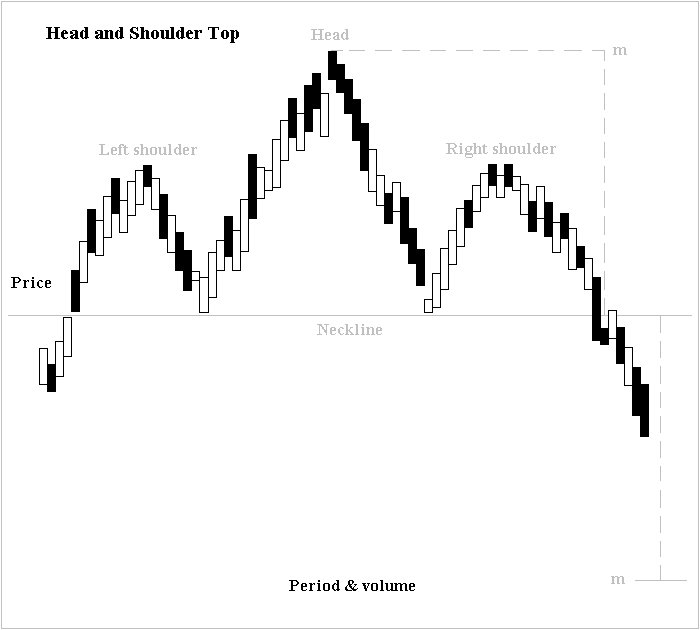 Head and Shoulder Top
Head
m
Left shoulder
Right shoulder
Price
Neckline
m
Period & volume